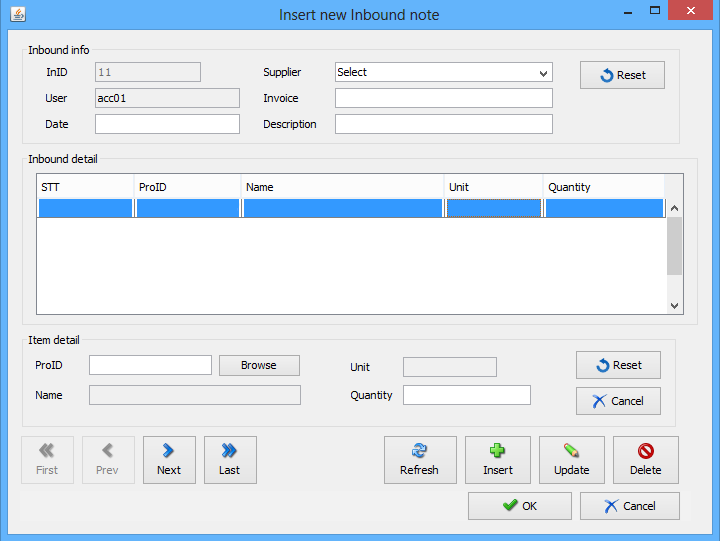 Insert new Inbound note
Inbound info
InID 11 Supplier Select Reset
User acc01 Invoice
Date Description
Inbound detail
STT ProID Name Unit Quantity
Item detail
ProID Browse Unit Reset
Name Quantity Cancel
First Prev Next Last Refresh Insert Update Delete
OK Cancel